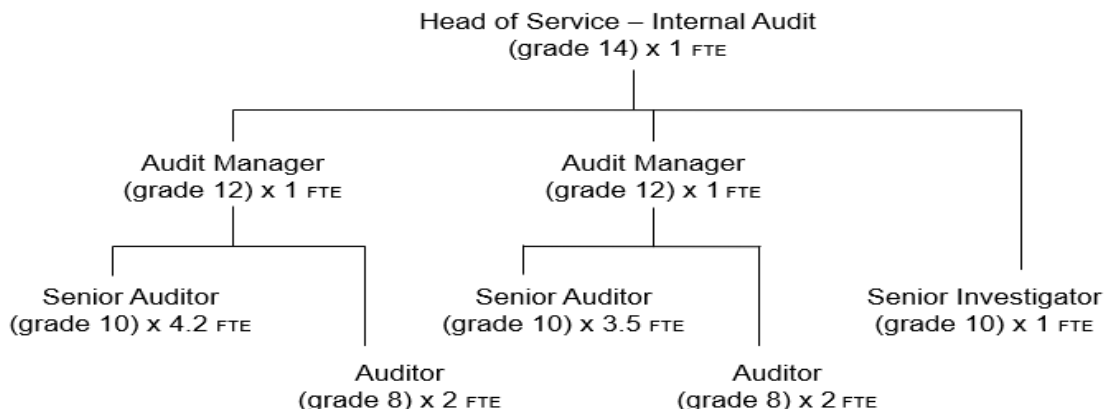 Head of Service – Internal Audit
(grade 14) x 1 FTE
Audit Manager
(grade 12) x 1 FTE
Audit Manager
(grade 12) x 1 FTE
Senior Auditor
(grade 10) x 4.2 FTE
Senior Auditor
(grade 10) x 3.5 FTE
Senior Investigator
(grade 10) x 1 FTE
Auditor
(grade 8) x 2 FTE
Auditor
(grade 8) x 2 FTE